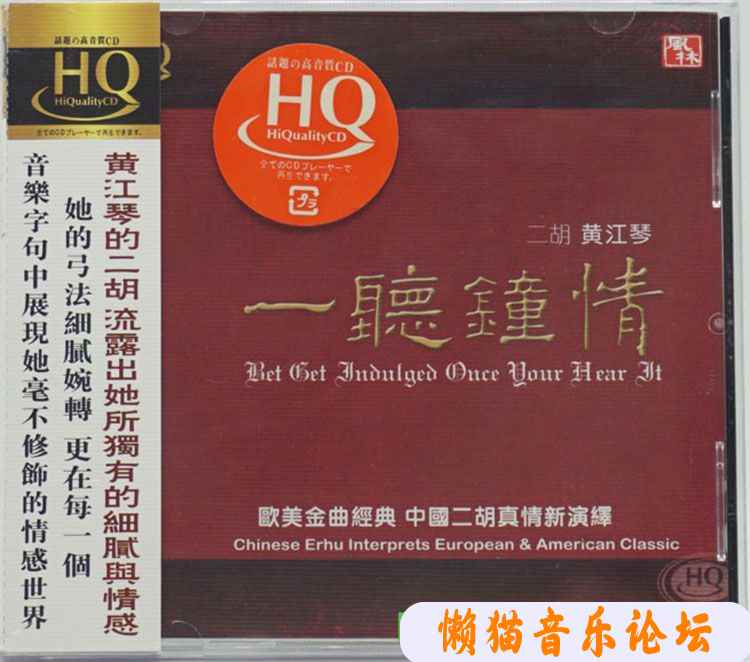 話題の高音質CD
HQ
HiQualityCD
全てのCDプレーヤーで再生できます。
黄江琴的二胡 流露出她所獨有的細膩與情感
她的弓法細膩婉轉 更在每一個
音樂字句中展現她毫不修飾的情感世界
Q
話題の高音質CD
HQ
HiQualityCD
全てのCDプレーヤーで
再生できます。
プラ
風林
二胡 黄江琴
一聽鐘情
Bet Get Indulged Once Your Hear It
歐美金曲經典 中國二胡真情新演繹
Chinese Erhu Interprets European & American Classic
HQ
懒猫音乐论坛